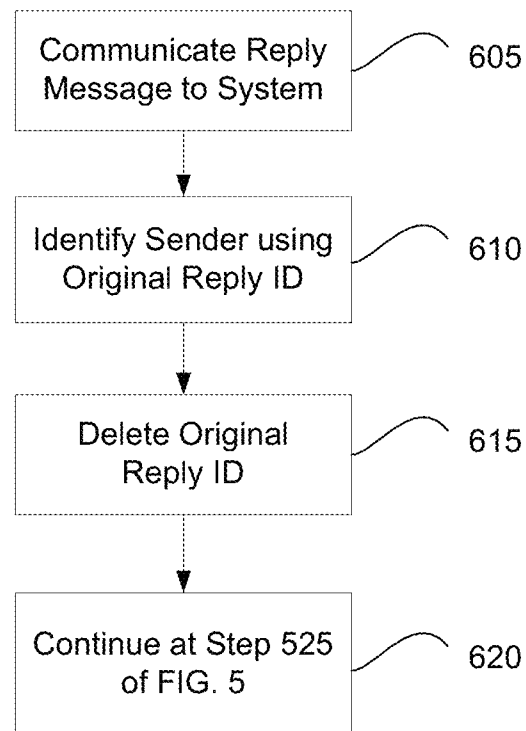 Communicate Reply
Message to System
605
Identify Sender using
Original Reply ID
610
Delete Original
Reply ID
615
Continue at Step 525
of FIG. 5
620